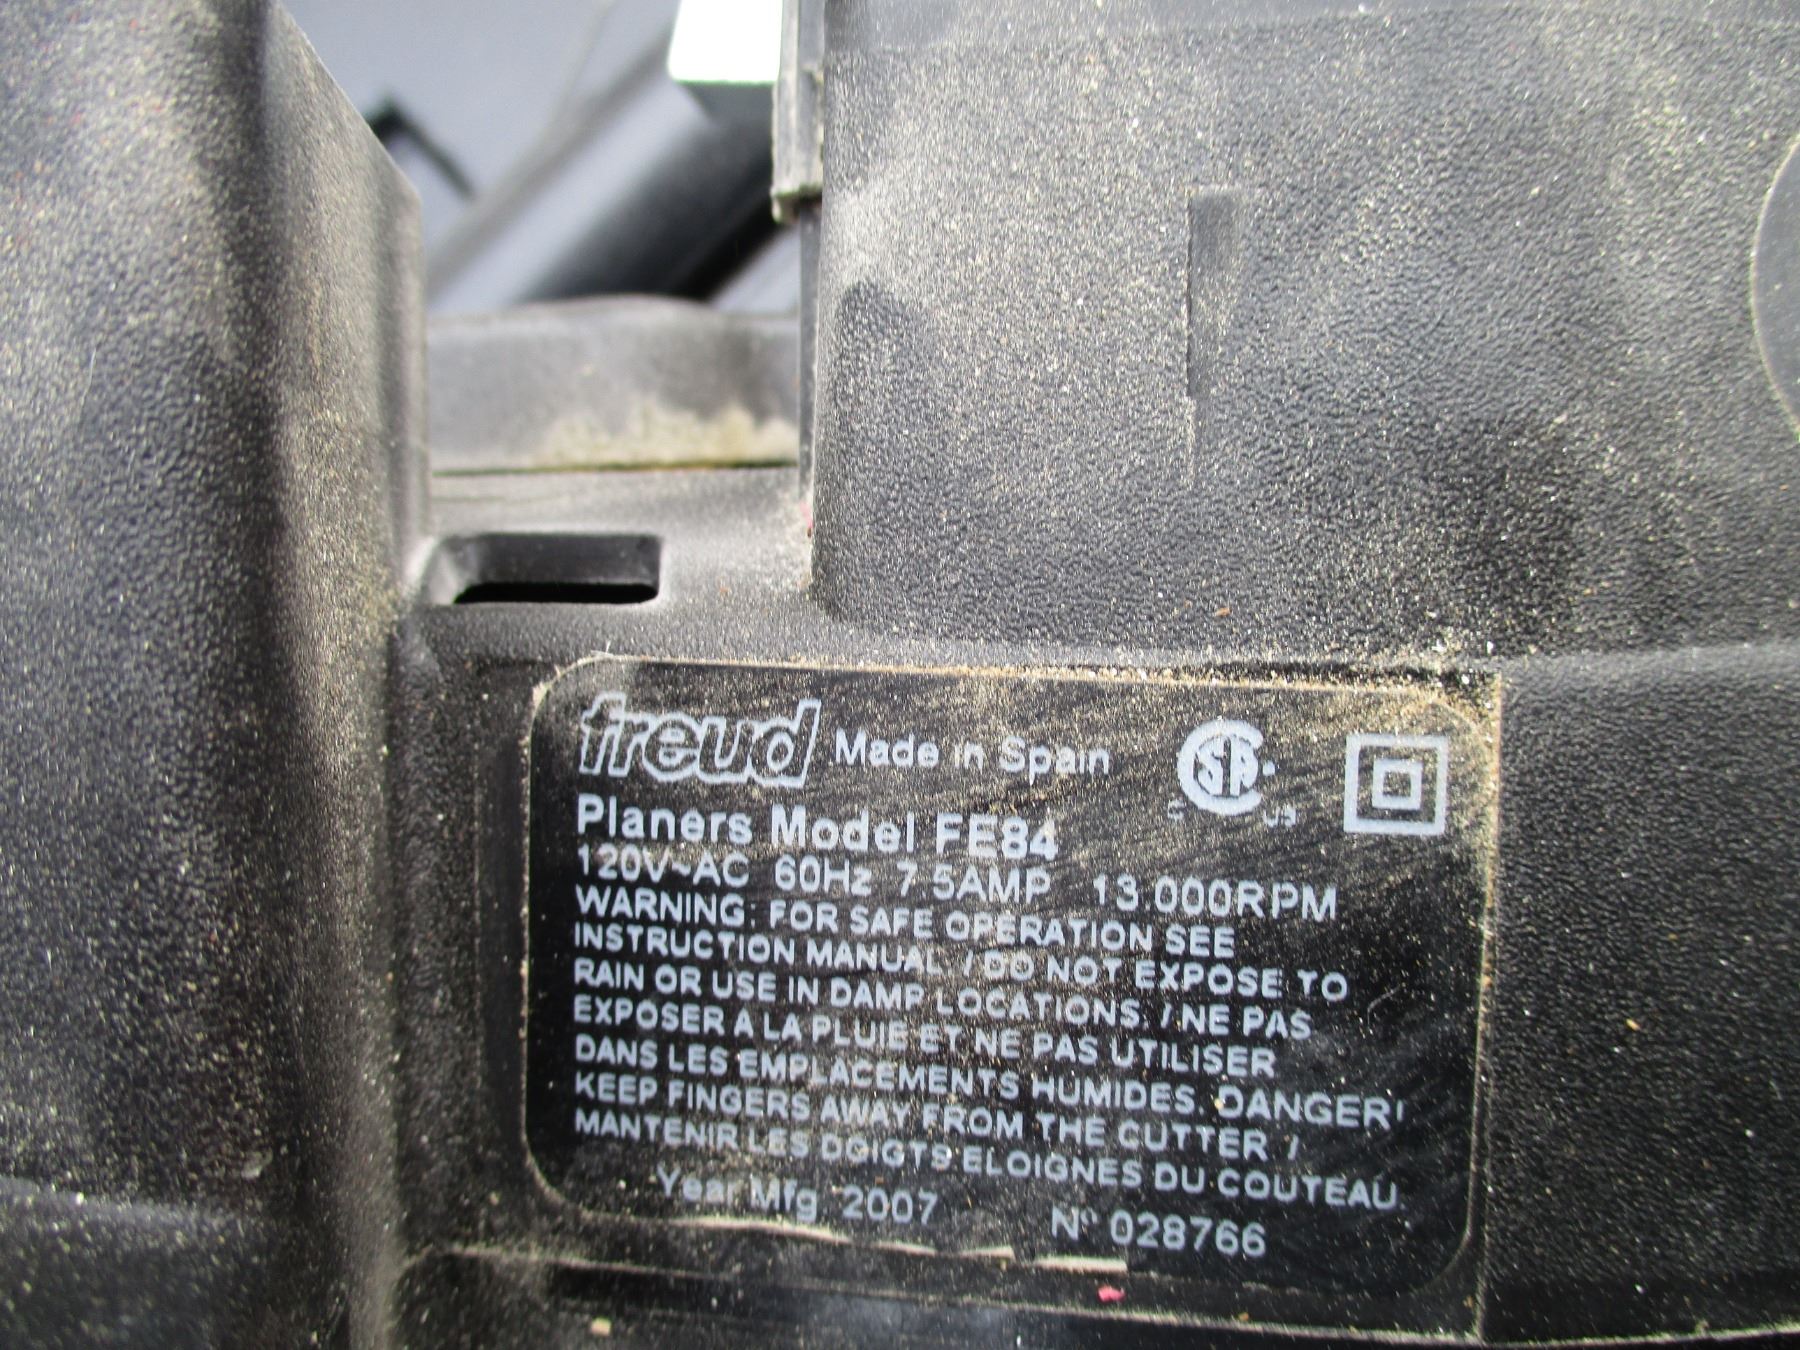 freud Made in Spain CSA C US
Planers Model FE84
120V~AC 60Hz 7.5AMP 13.000RPM
WARNING: FOR SAFE OPERATION SEE
INSTRUCTION MANUAL. / DO NOT EXPOSE TO
RAIN OR USE IN DAMP LOCATIONS. / NE PAS
EXPOSER A LA PLUIE ET NE PAS UTILISER
DANS LES EMPLACEMENTS HUMIDES. DANGER!
KEEP FINGERS AWAY FROM THE CUTTER /
MANTENIR LES DOIGTS ELOIGNES DU COUTEAU.
Year Mfg. 2007 Nº 028766